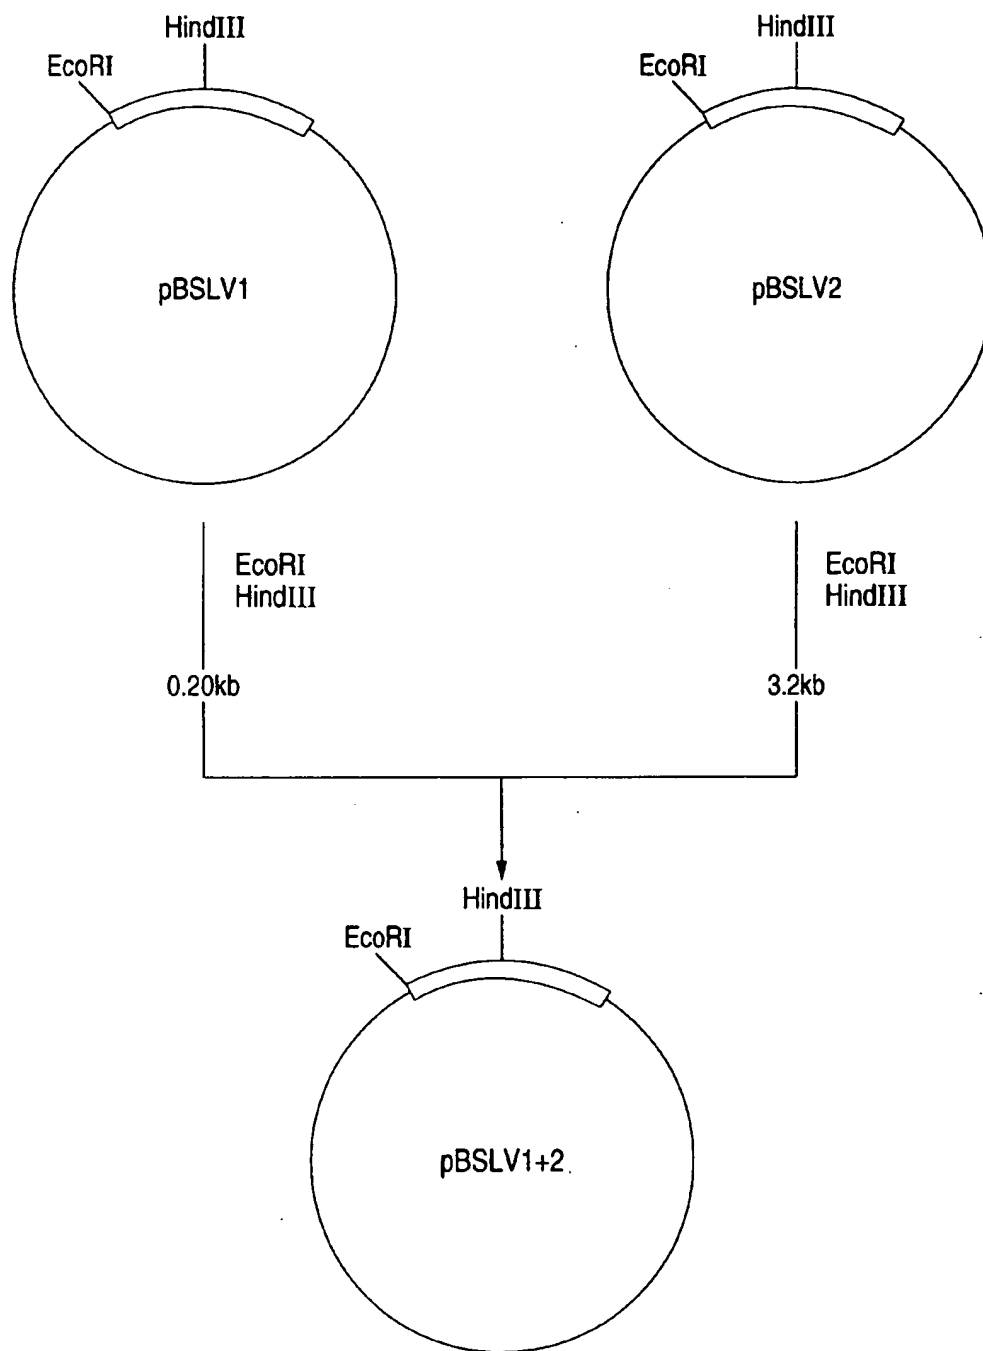 HindIII
EcoRI
pBSLV1
HindIII
EcoRI
pBSLV2
EcoRI
HindIII
0.20kb
EcoRI
HindIII
3.2kb
HindIII
EcoRI
pBSLV1+2